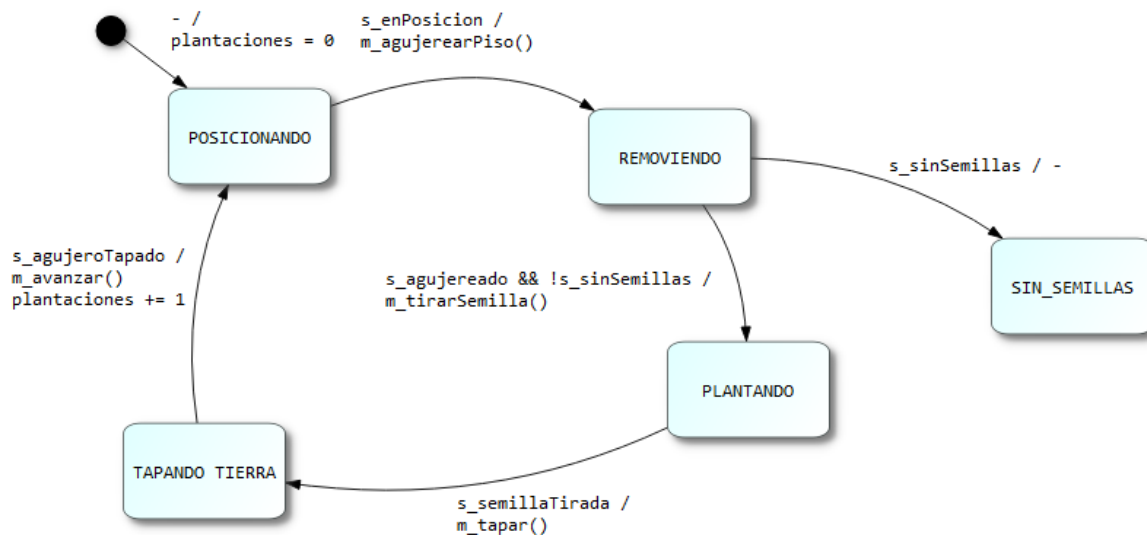 - /
plantaciones = 0
s_enPosicion /
m_agujerearPiso()
POSICIONANDO
REMOVIENDO
s_sinSemillas / -
s_agujeroTapado /
m_avanzar()
plantaciones += 1
s_agujereado && !s_sinSemillas /
m_tirarSemilla()
SIN_SEMILLAS
PLANTANDO
TAPANDO TIERRA
s_semillaTirada /
m_tapar()